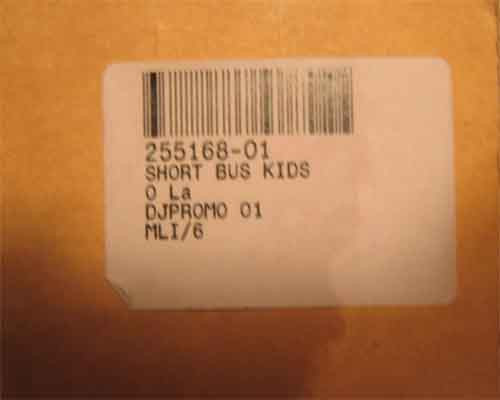 255168-01
SHORT BUS KIDS
O La
DJPROMO 01
MLI/6